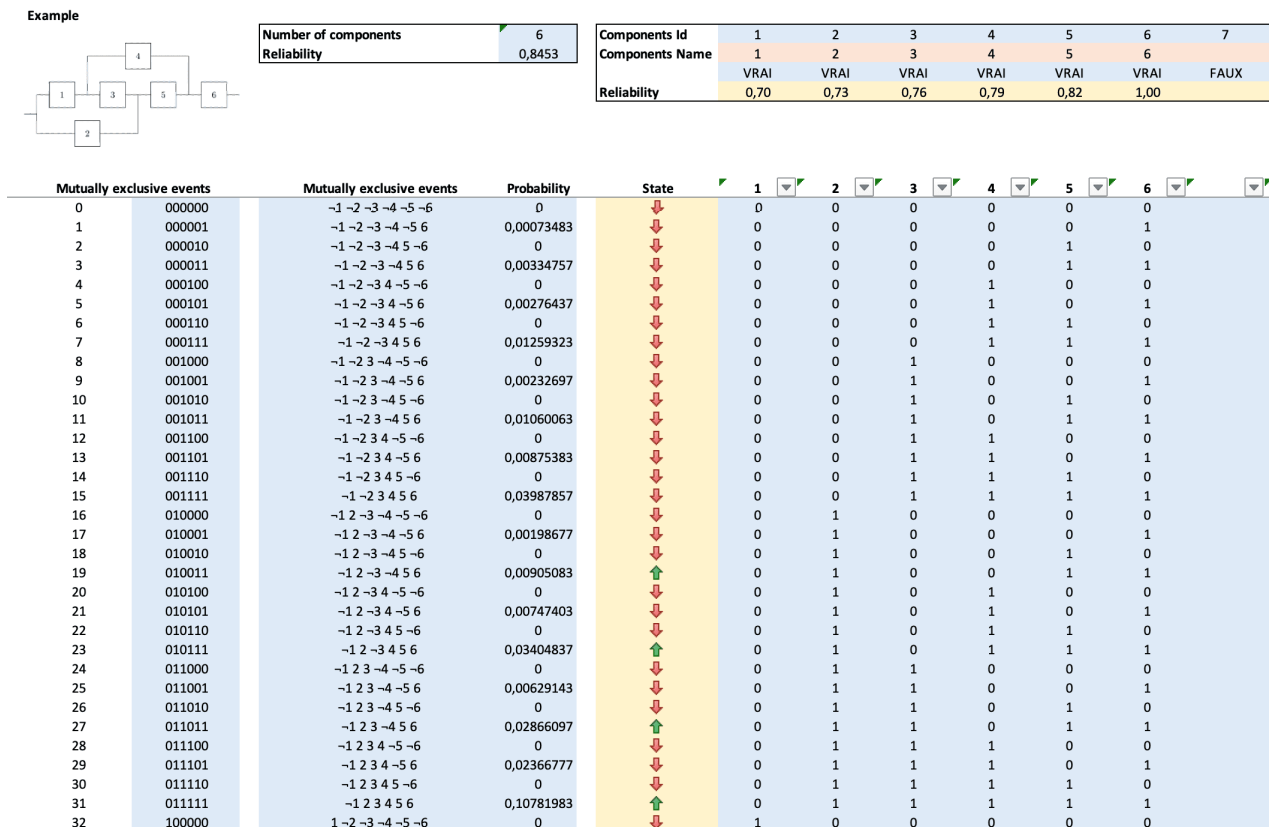 Example
Number of components 6
Reliability 0,8453
Components Id 1 2 3 4 5 6 7
Components Name 1 2 3 4 5 6
VRAI VRAI VRAI VRAI VRAI VRAI FAUX
Reliability 0,70 0,73 0,76 0,79 0,82 1,00
4
1 3 5 6
2
Mutually exclusive events Mutually exclusive events Probability State 1 2 3 4 5 6
0 000000 ¬1 ¬2 ¬3 ¬4 ¬5 ¬6 0 0 0 0 0 0 0
1 000001 ¬1 ¬2 ¬3 ¬4 ¬5 6 0,00073483 0 0 0 0 0 1
2 000010 ¬1 ¬2 ¬3 ¬4 5 ¬6 0 0 0 0 0 1 0
3 000011 ¬1 ¬2 ¬3 ¬4 5 6 0,00334757 0 0 0 0 1 1
4 000100 ¬1 ¬2 ¬3 4 ¬5 ¬6 0 0 0 0 1 0 0
5 000101 ¬1 ¬2 ¬3 4 ¬5 6 0,00276437 0 0 0 1 0 1
6 000110 ¬1 ¬2 ¬3 4 5 ¬6 0 0 0 0 1 1 0
7 000111 ¬1 ¬2 ¬3 4 5 6 0,01259323 0 0 0 1 1 1
8 001000 ¬1 ¬2 3 ¬4 ¬5 ¬6 0 0 0 1 0 0 0
9 001001 ¬1 ¬2 3 ¬4 ¬5 6 0,00232697 0 0 1 0 0 1
10 001010 ¬1 ¬2 3 ¬4 5 ¬6 0 0 0 1 0 1 0
11 001011 ¬1 ¬2 3 ¬4 5 6 0,01060063 0 0 1 0 1 1
12 001100 ¬1 ¬2 3 4 ¬5 ¬6 0 0 0 1 1 0 0
13 001101 ¬1 ¬2 3 4 ¬5 6 0,00875383 0 0 1 1 0 1
14 001110 ¬1 ¬2 3 4 5 ¬6 0 0 0 1 1 1 0
15 001111 ¬1 ¬2 3 4 5 6 0,03987857 0 0 1 1 1 1
16 010000 ¬1 2 ¬3 ¬4 ¬5 ¬6 0 0 1 0 0 0 0
17 010001 ¬1 2 ¬3 ¬4 ¬5 6 0,00198677 0 1 0 0 0 1
18 010010 ¬1 2 ¬3 ¬4 5 ¬6 0 0 1 0 0 1 0
19 010011 ¬1 2 ¬3 ¬4 5 6 0,00905083 0 1 0 0 1 1
20 010100 ¬1 2 ¬3 4 ¬5 ¬6 0 0 1 0 1 0 0
21 010101 ¬1 2 ¬3 4 ¬5 6 0,00747403 0 1 0 1 0 1
22 010110 ¬1 2 ¬3 4 5 ¬6 0 0 1 0 1 1 0
23 010111 ¬1 2 ¬3 4 5 6 0,03404837 0 1 0 1 1 1
24 011000 ¬1 2 3 ¬4 ¬5 ¬6 0 0 1 1 0 0 0
25 011001 ¬1 2 3 ¬4 ¬5 6 0,00629143 0 1 1 0 0 1
26 011010 ¬1 2 3 ¬4 5 ¬6 0 0 1 1 0 1 0
27 011011 ¬1 2 3 ¬4 5 6 0,02866097 0 1 1 0 1 1
28 011100 ¬1 2 3 4 ¬5 ¬6 0 0 1 1 1 0 0
29 011101 ¬1 2 3 4 ¬5 6 0,02366777 0 1 1 1 0 1
30 011110 ¬1 2 3 4 5 ¬6 0 0 1 1 1 1 0
31 011111 ¬1 2 3 4 5 6 0,10781983 0 1 1 1 1 1
32 100000 1 ¬2 ¬3 ¬4 ¬5 ¬6 0 1 0 0 0 0 0